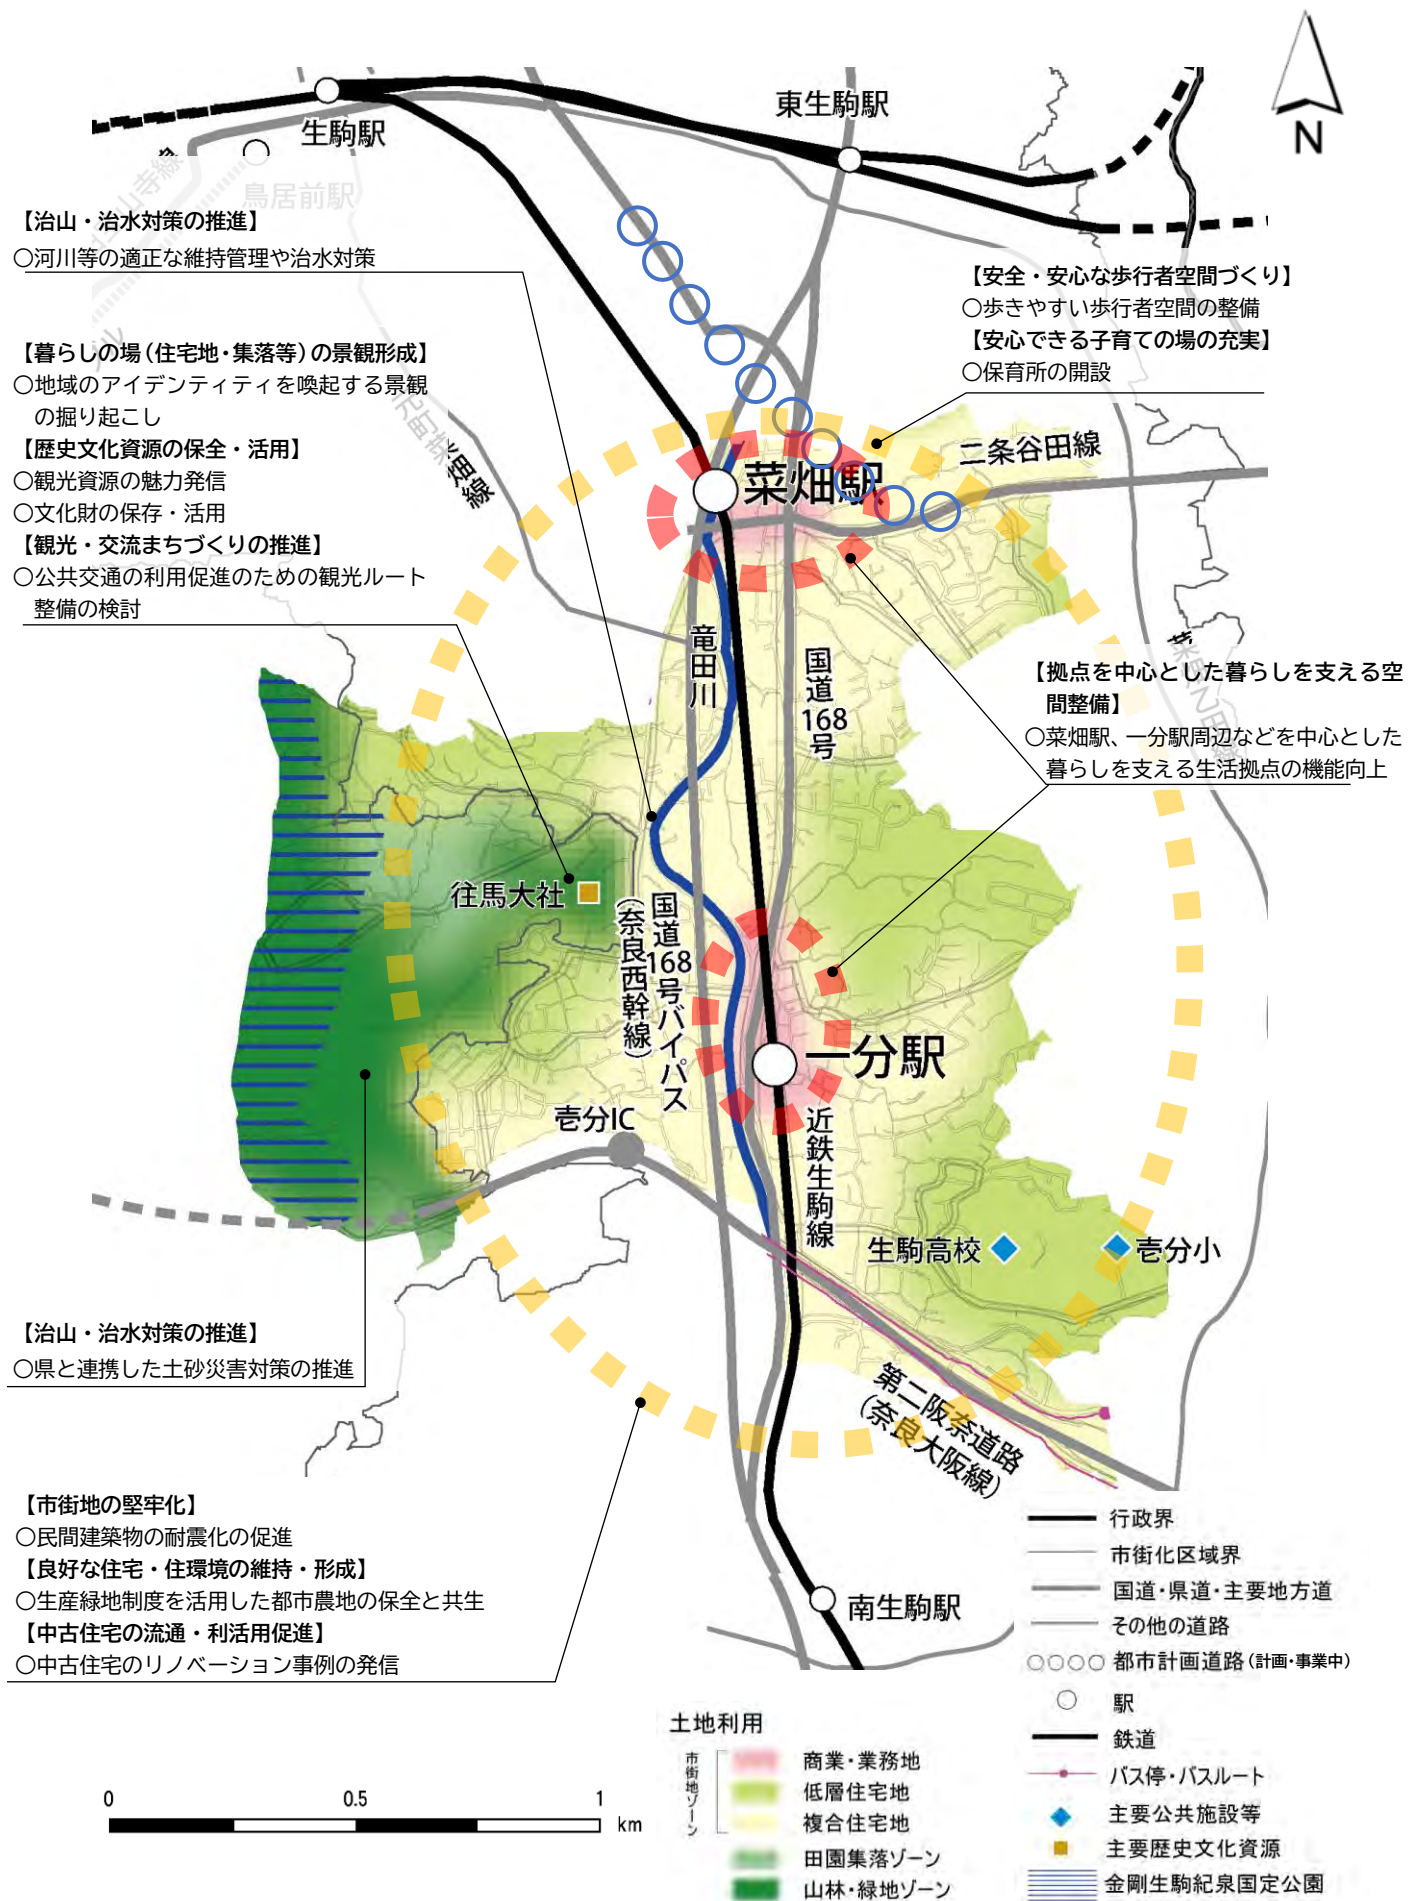 N
東生駒駅
生駒駅
鳥居前駅
【治山・治水対策の推進】
○河川等の適正な維持管理や治水対策
【安全・安心な歩行者空間づくり】
○歩きやすい歩行者空間の整備
【安心できる子育ての場の充実】
○保育所の開設
【暮らしの場(住宅地・集落等)の景観形成】
○地域のアイデンティティを喚起する景観
の掘り起こし
【歴史文化資源の保全・活用】
○観光資源の魅力発信
○文化財の保存・活用
【観光・交流まちづくりの推進】
○公共交通の利用促進のための観光ルート
整備の検討
二条谷田線
菜畑駅
竜田川
国道168号
【拠点を中心とした暮らしを支える空
間整備】
○菜畑駅、一分駅周辺などを中心とした
暮らしを支える生活拠点の機能向上
往馬大社
国道168号バイパス
(奈良西幹線)
一分駅
壱分IC
近鉄生駒線
生駒高校
壱分小
【治山・治水対策の推進】
○県と連携した土砂災害対策の推進
第二阪奈道路
(奈良大阪線)
【市街地の堅牢化】
○民間建築物の耐震化の促進
【良好な住宅・住環境の維持・形成】
○生産緑地制度を活用した都市農地の保全と共生
【中古住宅の流通・利活用促進】
○中古住宅のリノベーション事例の発信
南生駒駅
行政界
市街化区域界
国道・県道・主要地方道
その他の道路
都市計画道路(計画・事業中)
駅
鉄道
バス停・バスルート
主要公共施設等
主要歴史文化資源
金剛生駒紀泉国定公園
土地利用
市街地ゾーン
商業・業務地
低層住宅地
複合住宅地
田園集落ゾーン
山林・緑地ゾーン
0 0.5 1
km